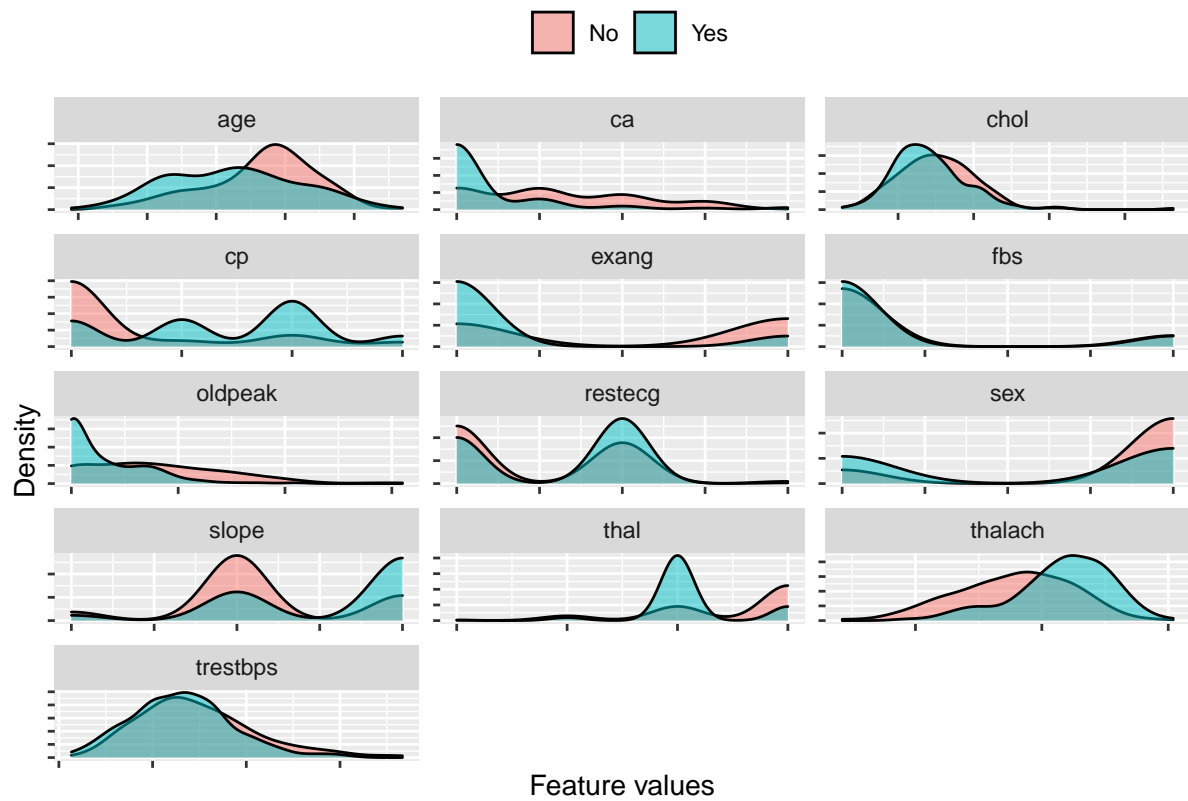 No Yes
age ca chol
cp exang fbs
oldpeak restecg sex
slope thal thalach
trestbps
Density
Feature values